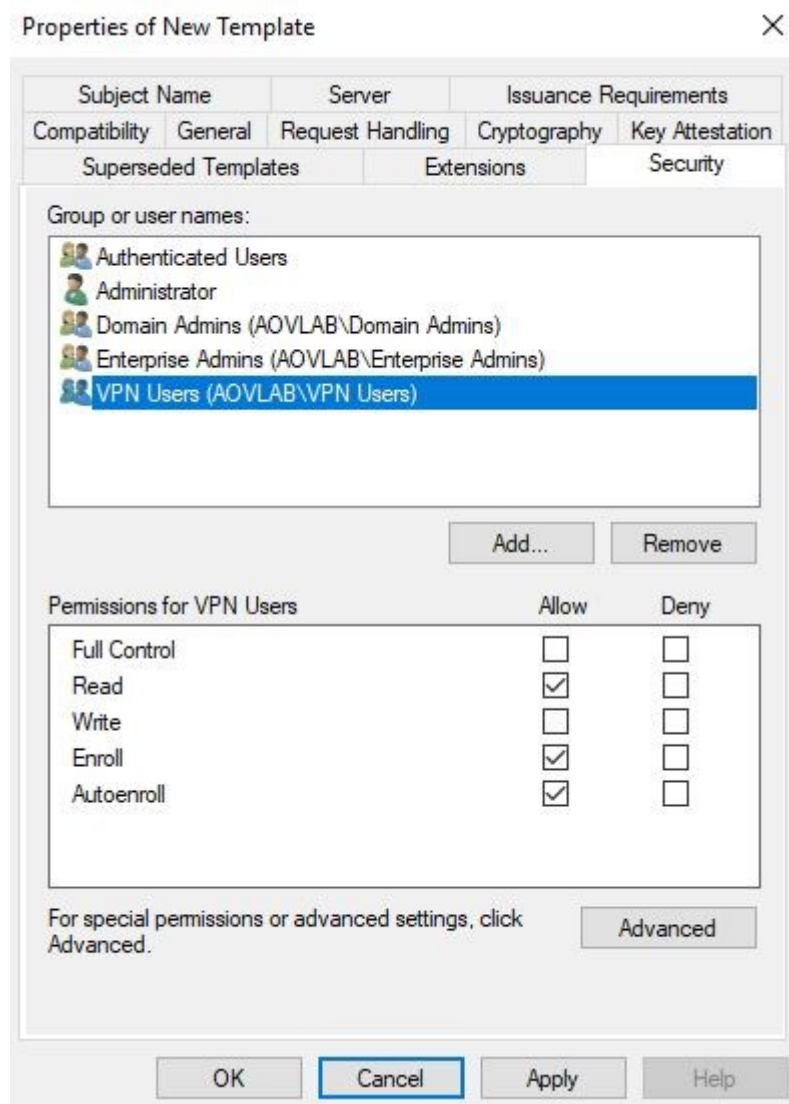 Properties of New Template
Subject Name Server Issuance Requirements
Compatibility General Request Handling Cryptography Key Attestation
Superseded Templates Extensions Security
Group or user names:
Authenticated Users
Administrator
Domain Admins (AOVLAB\Domain Admins)
Enterprise Admins (AOVLAB\Enterprise Admins)
VPN Users (AOVLAB\VPN Users)
Add... Remove
Permissions for VPN Users Allow Deny
Full Control
Read
Write
Enroll
Autoenroll
For special permissions or advanced settings, click
Advanced.
Advanced
OK Cancel Apply Help